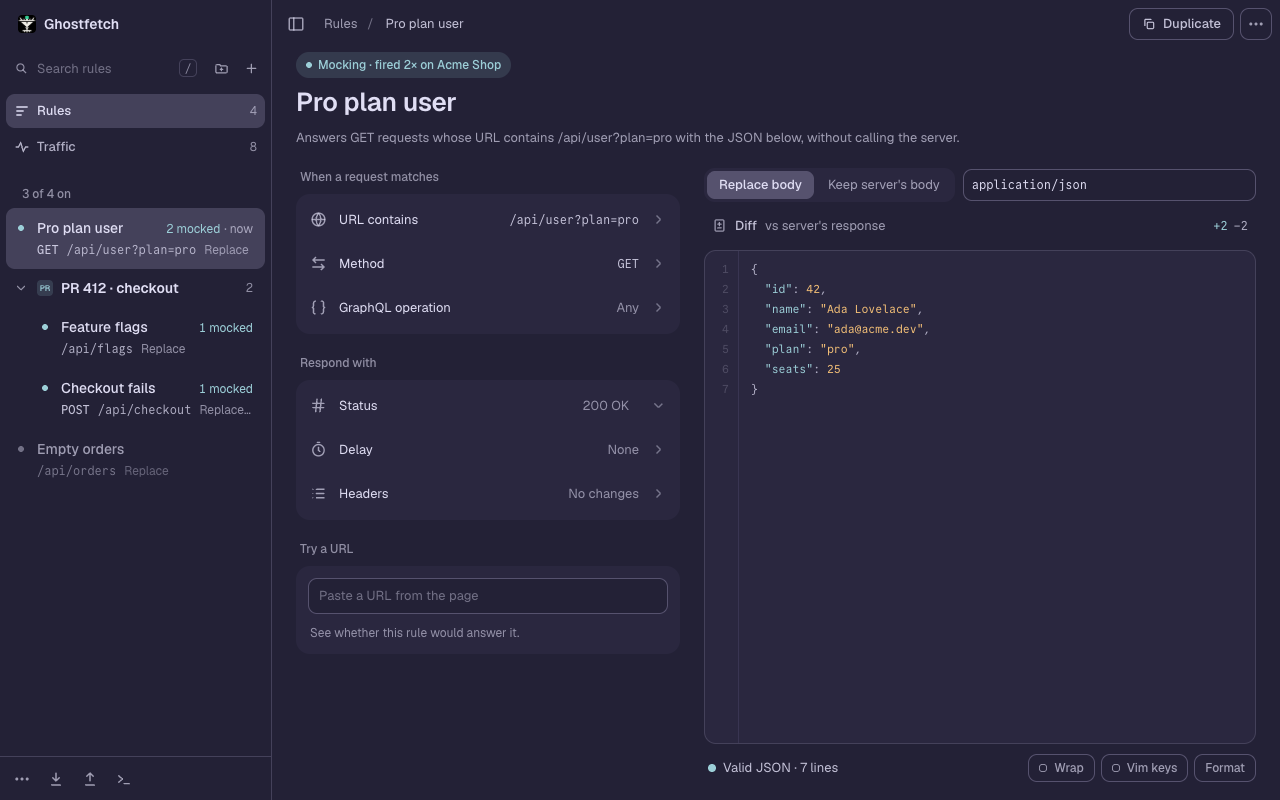 Ghostfetch
Search rules /
Rules 4
Traffic 8
3 of 4 on
Pro plan user 2 mocked · now
GET /api/user?plan=pro Replace
PR PR 412 · checkout 2
Feature flags 1 mocked
/api/flags Replace
Checkout fails 1 mocked
POST /api/checkout Replace…
Empty orders
/api/orders Replace
Rules / Pro plan user
Duplicate
Mocking · fired 2× on Acme Shop
Pro plan user
Answers GET requests whose URL contains /api/user?plan=pro with the JSON below, without calling the server.
When a request matches
URL contains /api/user?plan=pro
Method GET
GraphQL operation Any
Respond with
Status 200 OK
Delay None
Headers No changes
Try a URL
Paste a URL from the page
See whether this rule would answer it.
Replace body Keep server's body application/json
Diff vs server's response +2 −2
1 {
2 "id": 42,
3 "name": "Ada Lovelace",
4 "email": "ada@acme.dev",
5 "plan": "pro",
6 "seats": 25
7 }
Valid JSON · 7 lines
Wrap Vim keys Format